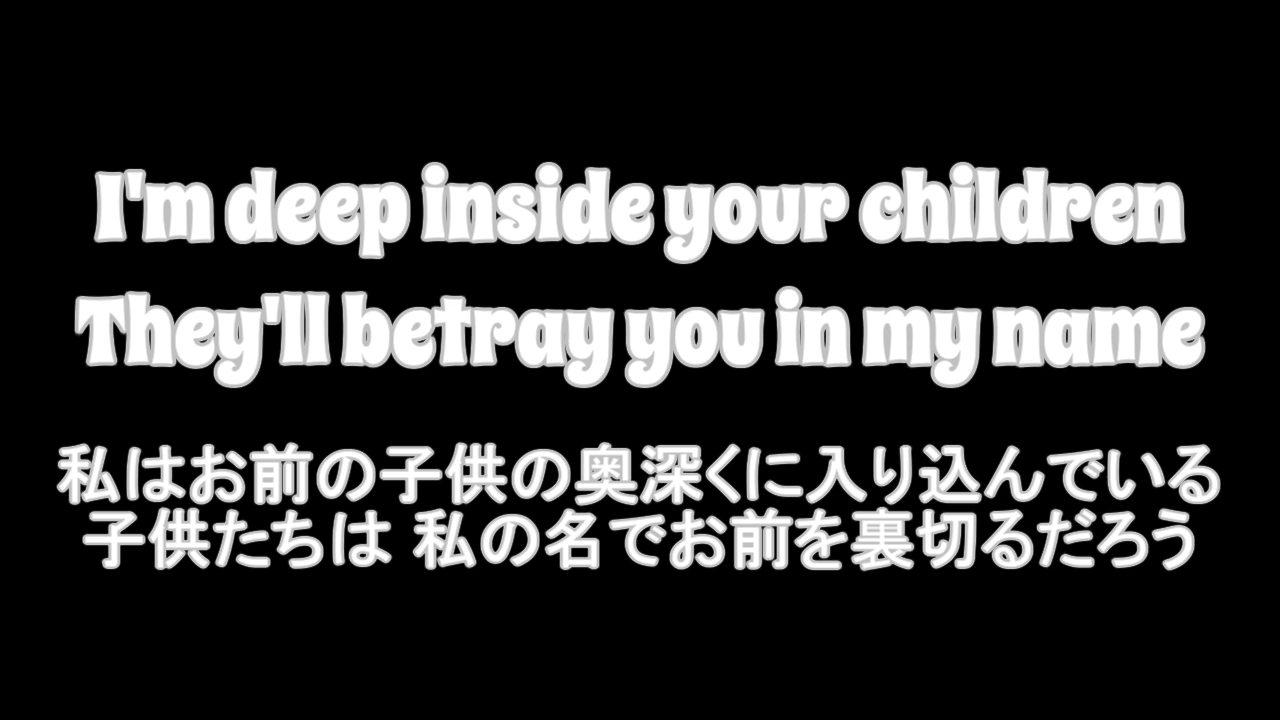 I'm deep inside your children
They'll betray you in my name
私はお前の子供の奥深くに入り込んでいる
子供たちは 私の名でお前を裏切るだろう